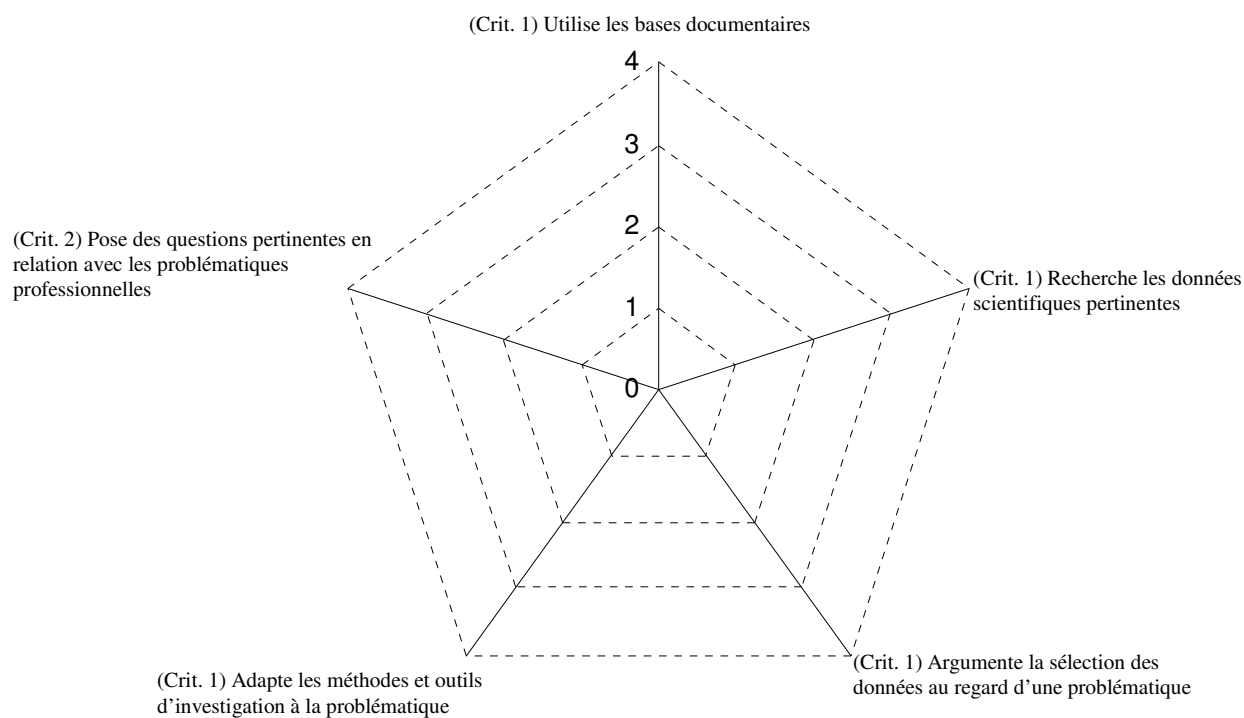 (Crit. 1) Utilise les bases documentaires
4
3
2
1
0
(Crit. 2) Pose des questions pertinentes en
relation avec les problématiques
professionnelles
(Crit. 1) Recherche les données
scientifiques pertinentes
(Crit. 1) Adapte les méthodes et outils
d’investigation à la problématique
(Crit. 1) Argumente la sélection des
données au regard d’une problématique